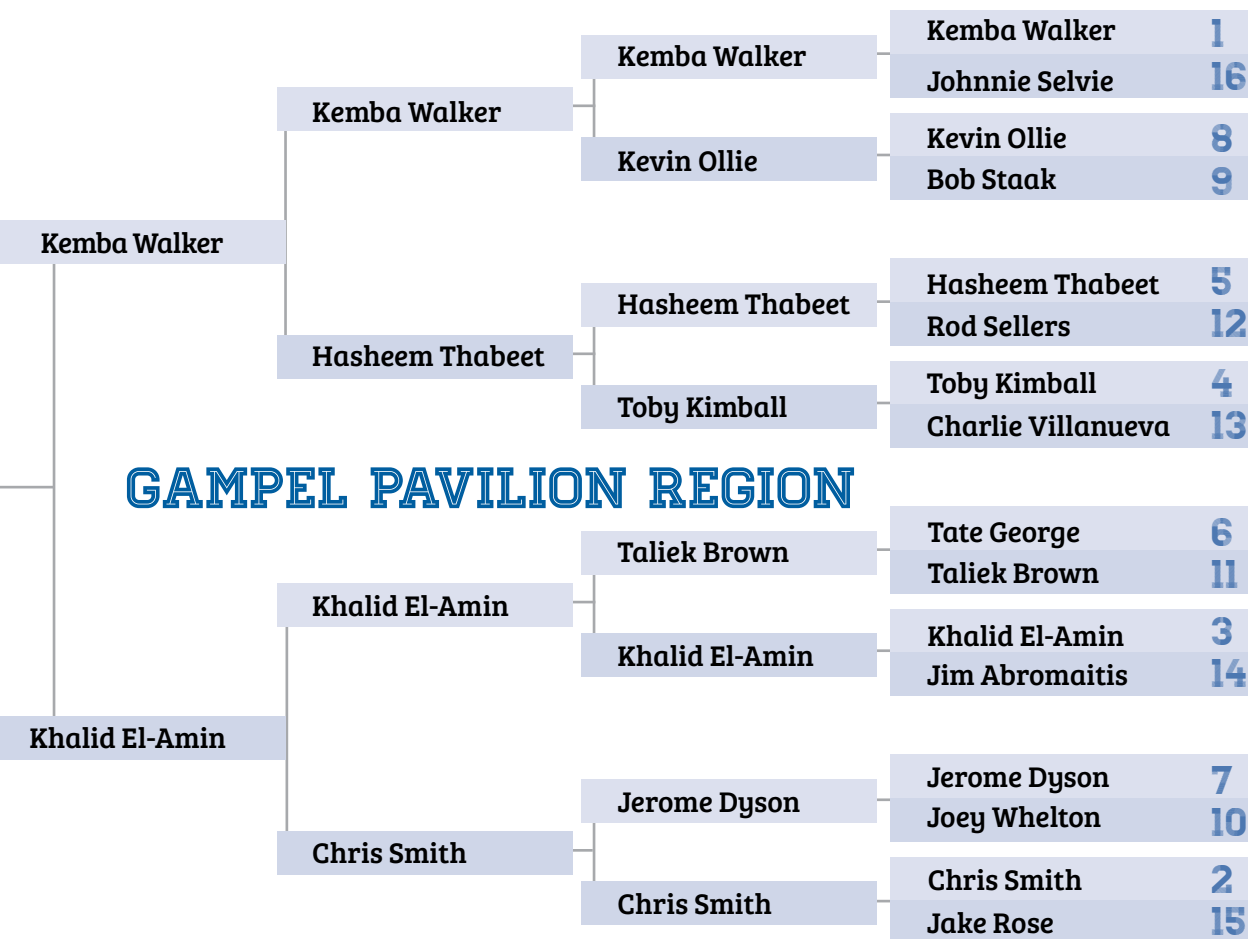 Kemba Walker 1
Johnnie Selvie 16
Kevin Ollie 8
Bob Staak 9
Hasheem Thabeet 5
Rod Sellers 12
Toby Kimball 4
Charlie Villanueva 13
Tate George 6
Taliek Brown 11
Khalid El-Amin 3
Jim Abromaitis 14
Jerome Dyson 7
Joey Whelton 10
Chris Smith 2
Jake Rose 15
Kemba Walker
Kevin Ollie
Hasheem Thabeet
Toby Kimball
Taliek Brown
Khalid El-Amin
Jerome Dyson
Chris Smith
Kemba Walker
Hasheem Thabeet
Khalid El-Amin
Chris Smith
Kemba Walker
Khalid El-Amin
GAMPEL PAVILION REGION